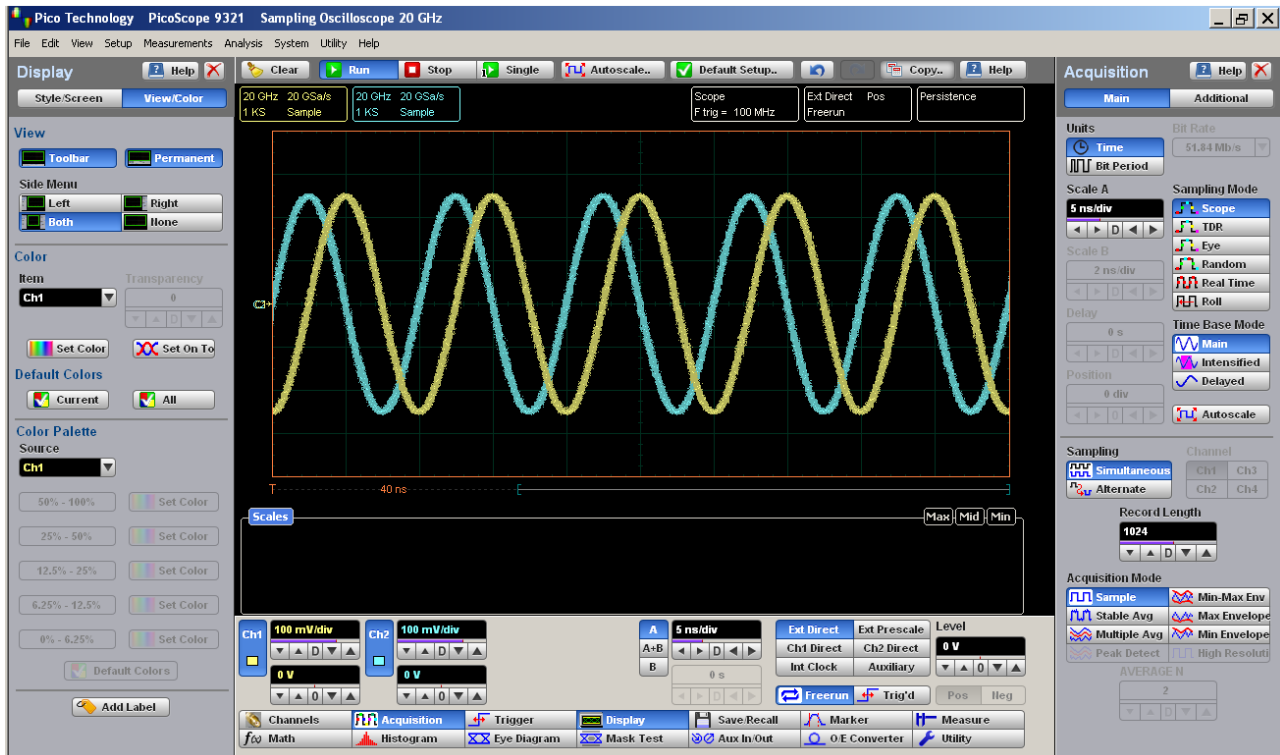 Pico Technology PicoScope 9321 Sampling Oscilloscope 20 GHz
File Edit View Setup Measurements Analysis System Utility Help
Display Help
Style/Screen View/Color
View
Toolbar Permanent
Side Menu
Left Right
Both None
Color
Item Transparency
Ch1 0
D
Set Color Set On To
Default Colors
Current All
Color Palette
Source
Ch1
50% - 100% Set Color
25% - 50% Set Color
12.5% - 25% Set Color
6.25% - 12.5% Set Color
0% - 6.25% Set Color
Default Colors
Add Label
Clear Run Stop Single Autoscale.. Default Setup.. Copy.. Help
20 GHz 20 GSa/s 20 GHz 20 GSa/s Scope Ext Direct Pos Persistence
1 KS Sample 1 KS Sample F trig = 100 MHz Freerun
T 40 ns
Scales Max Mid Min
Ch1 100 mV/div Ch2 100 mV/div A 5 ns/div Ext Direct Ext Prescale Level
D D A+B D Ch1 Direct Ch2 Direct 0 V
0 V 0 V B 0 s Int Clock Auxiliary 0
0 0 D Freerun Trig'd Pos Neg
Channels Acquisition Trigger Display Save/Recall Marker Measure
f(x) Math Histogram Eye Diagram Mask Test Aux In/Out O/E Converter Utility
Acquisition Help
Main Additional
Units Bit Rate
Time 51.84 Mb/s
Bit Period
Scale A Sampling Mode
5 ns/div Scope
D TDR
Scale B Eye
2 ns/div Random
D Real Time
Delay Roll
0 s Time Base Mode
D Main
Position Intensified
0 div Delayed
D Autoscale
Sampling Channel
Simultaneous Ch1 Ch3
Alternate Ch2 Ch4
Record Length
1024
D
Acquisition Mode
Sample Min-Max Env
Stable Avg Max Envelope
Multiple Avg Min Envelope
Peak Detect High Resoluti
AVERAGE N
2
D